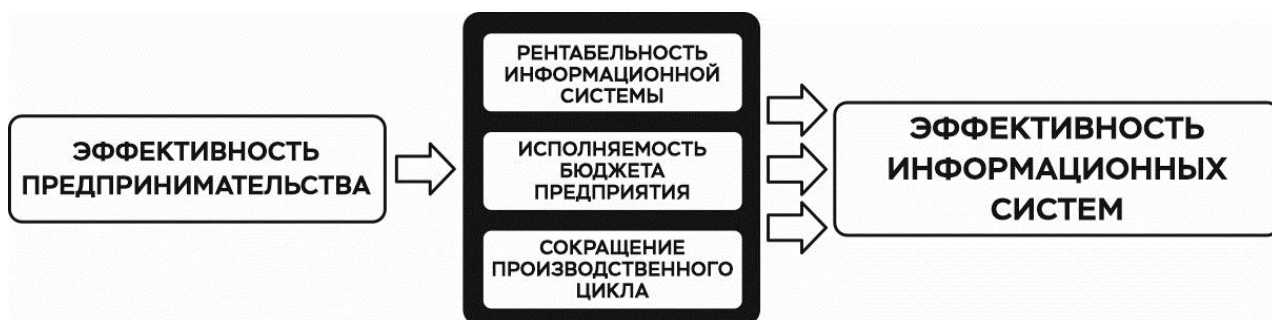 ЭФФЕКТИВНОСТЬ
ПРЕДПРИНИМАТЕЛЬСТВА
РЕНТАБЕЛЬНОСТЬ
ИНФОРМАЦИОННОЙ
СИСТЕМЫ
ИСПОЛНЯЕМОСТЬ
БЮДЖЕТА
ПРЕДПРИЯТИЯ
СОКРАЩЕНИЕ
ПРОИЗВОДСТВЕННОГО
ЦИКЛА
ЭФФЕКТИВНОСТЬ
ИНФОРМАЦИОННЫХ
СИСТЕМ